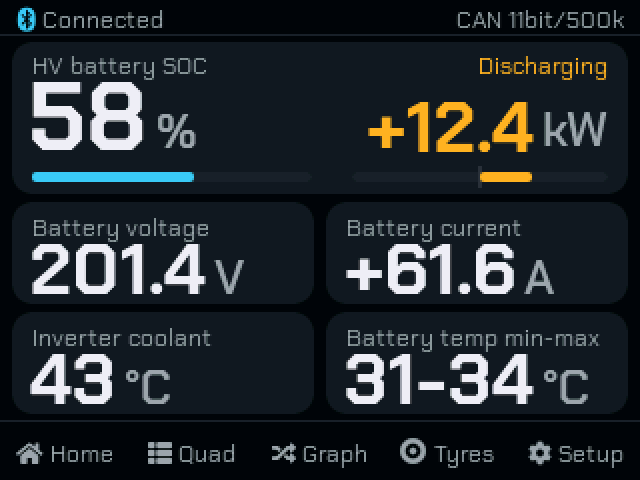 Connected
CAN 11bit/500k
HV battery SOC
Discharging
58 %
+12.4 kW
Battery voltage
Battery current
201.4 V
+61.6 A
Inverter coolant
Battery temp min-max
43 °C
31-34 °C
Home
Quad
Graph
Tyres
Setup